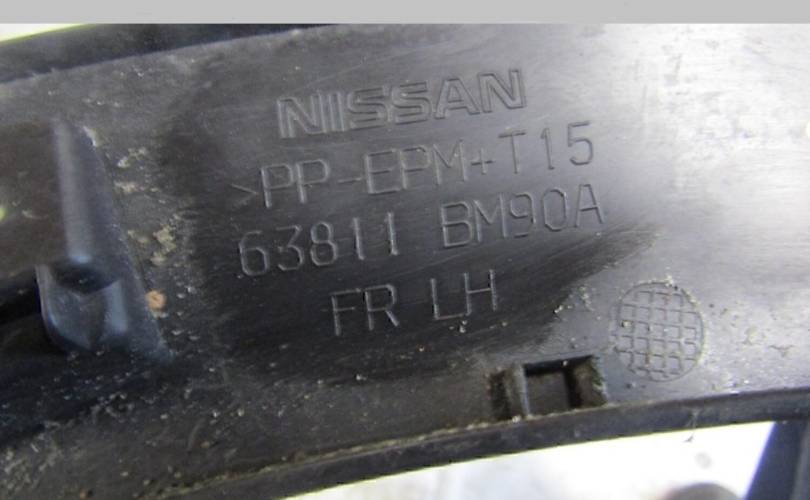 NISSAN
>PP-EPM+T15
63811 BM90A
FR LH